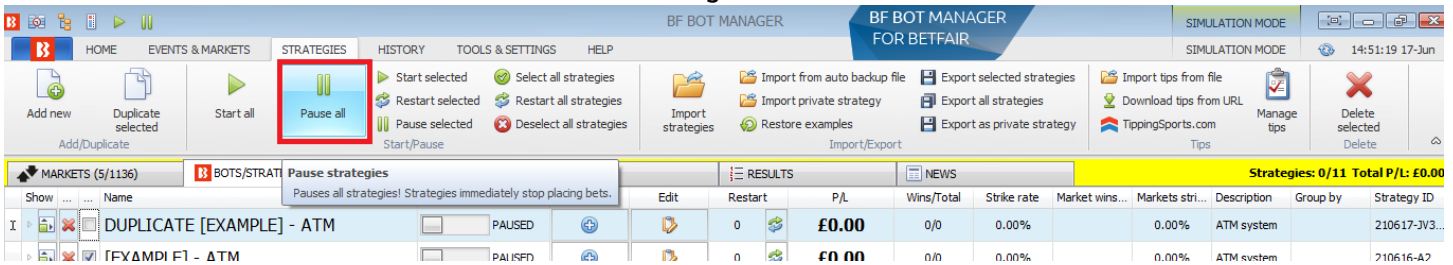 BF BOT MANAGER
BF BOT MANAGER
FOR BETFAIR
SIMULATION MODE
HOME EVENTS & MARKETS STRATEGIES HISTORY TOOLS & SETTINGS HELP
SIMULATION MODE 14:51:19 17-Jun
Add new
Duplicate
selected
Add/Duplicate
Start all
Pause all
Start selected
Restart selected
Pause selected
Select all strategies
Restart all strategies
Deselect all strategies
Start/Pause
Import
strategies
Import from auto backup file
Import private strategy
Restore examples
Export selected strategies
Export all strategies
Export as private strategy
Import/Export
Import tips from file
Download tips from URL
TippingSports.com
Manage
tips
Tips
Delete
selected
Delete
MARKETS (5/1136) BOTS/STRATE RESULTS NEWS Strategies: 0/11 Total P/L: £0.00
Pause strategies
Pauses all strategies! Strategies immediately stop placing bets.
Show ... ... Name Edit Restart P/L Wins/Total Strike rate Market wins... Markets stri... Description Group by Strategy ID
DUPLICATE [EXAMPLE] - ATM PAUSED 0 £0.00 0/0 0.00% 0.00% ATM system 210617-JV3...
[EXAMPLE] - ATM PAUSED 0 £0.00 0/0 0.00% 0.00% ATM system 210616-A2